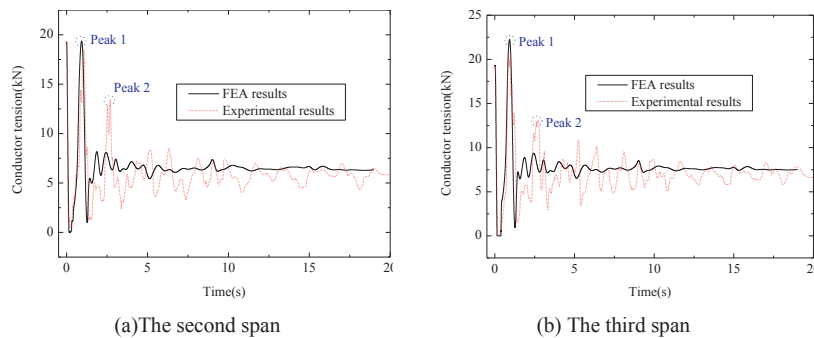 Peak 1
Peak 2
FEA results
Experimental results
Conductor tension(kN)
20
15
10
5
0
0
5
10
15
20
Time(s)
(a)The second span
Peak 1
Peak 2
FEA results
Experimental results
Conductor tension(kN)
25
20
15
10
5
0
0
5
10
15
20
Time(s)
(b) The third span